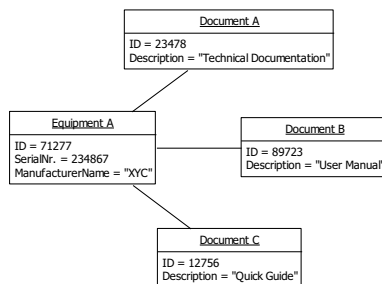 Document A
ID = 23478
Description = "Technical Documentation"
Equipment A
ID = 71277
SerialNr. = 234867
ManufacturerName = "XYC"
Document B
ID = 89723
Description = "User Manual"
Document C
ID = 12756
Description = "Quick Guide"